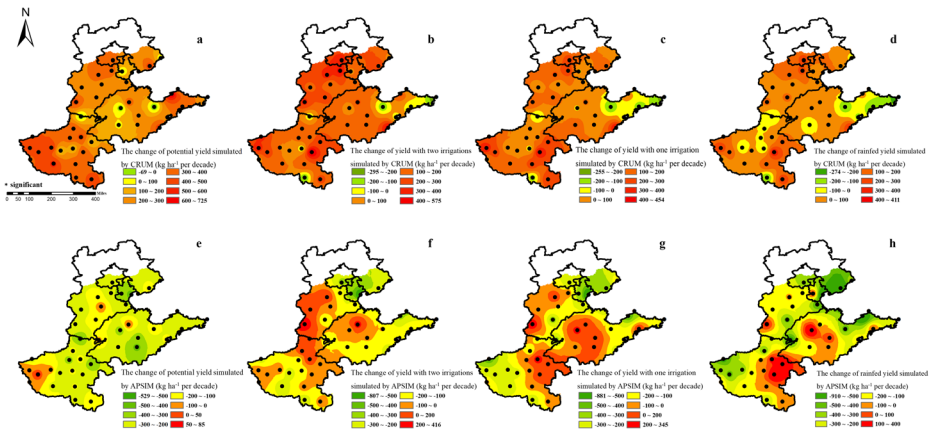 N
a
b
c
d
The change of potential yield simulated
by CRUM (kg ha⁻¹ per decade)
-69 ~ 0 300 ~ 400
0 ~ 100 400 ~ 500
100 ~ 200 500 ~ 600
200 ~ 300 600 ~ 725
• significant
0 50 100 200 300 400 Miles
The change of yield with two irrigations
simulated by CRUM (kg ha⁻¹ per decade)
-295 ~ -200 100 ~ 200
-200 ~ -100 200 ~ 300
-100 ~ 0 300 ~ 400
0 ~ 100 400 ~ 575
The change of yield with one irrigation
simulated by CRUM (kg ha⁻¹ per decade)
-255 ~ -200 100 ~ 200
-200 ~ -100 200 ~ 300
-100 ~ 0 300 ~ 400
0 ~ 100 400 ~ 454
The change of rainfed yield simulated
by CRUM (kg ha⁻¹ per decade)
-274 ~ -200 100 ~ 200
-200 ~ -100 200 ~ 300
-100 ~ 0 300 ~ 400
0 ~ 100 400 ~ 411
e
f
g
h
The change of potential yield simulated
by APSIM (kg ha⁻¹ per decade)
-529 ~ -500 -200 ~ -100
-500 ~ -400 -100 ~ 0
-400 ~ -300 0 ~ 50
-300 ~ -200 50 ~ 85
The change of yield with two irrigations
simulated by APSIM (kg ha⁻¹ per decade)
-807 ~ -500 -200 ~ -100
-500 ~ -400 -100 ~ 0
-400 ~ -300 0 ~ 200
-300 ~ -200 200 ~ 416
The change of yield with one irrigation
simulated by APSIM (kg ha⁻¹ per decade)
-881 ~ -500 -200 ~ -100
-500 ~ -400 -100 ~ 0
-400 ~ -300 0 ~ 200
-300 ~ -200 200 ~ 345
The change of rainfed yield simulated
by APSIM (kg ha⁻¹ per decade)
-910 ~ -500 -200 ~ -100
-500 ~ -400 -100 ~ 0
-400 ~ -300 0 ~ 100
-300 ~ -200 100 ~ 400